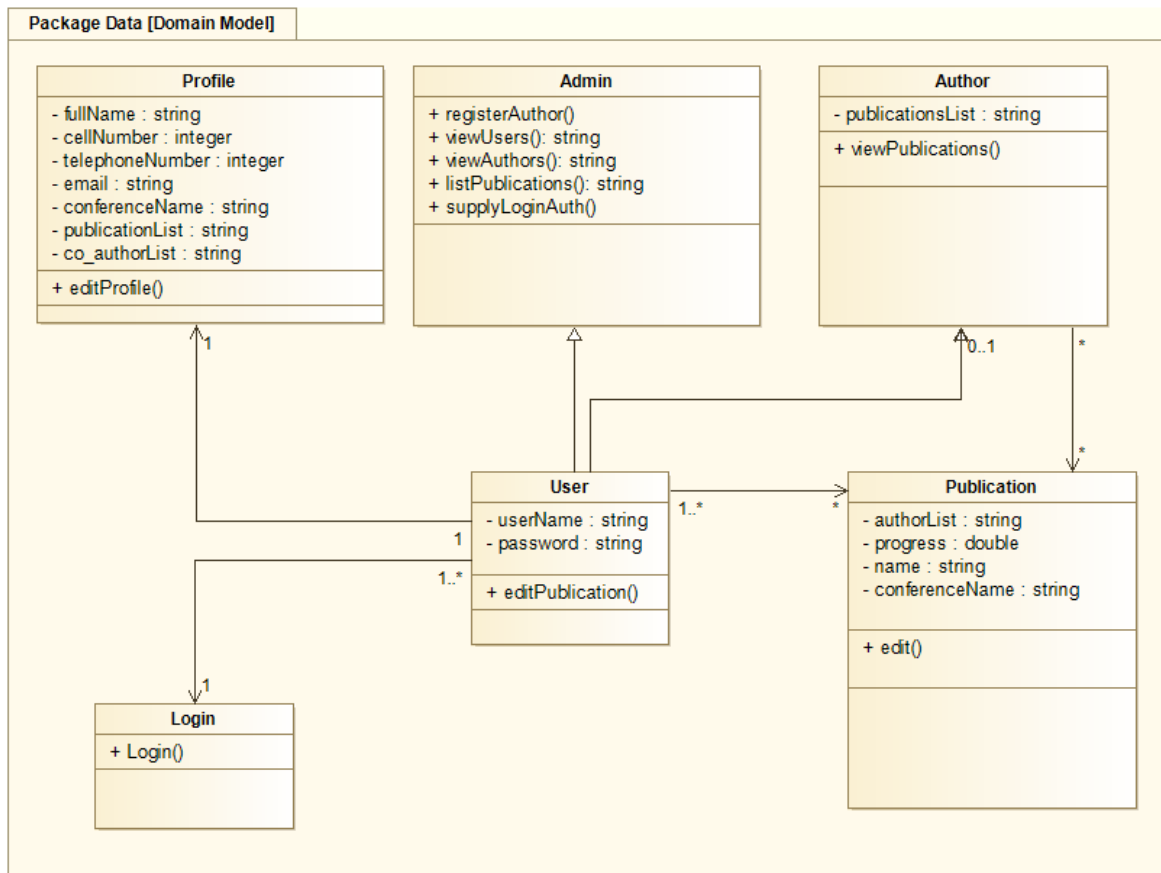 Package Data [Domain Model]
Profile
- fullName : string
- cellNumber : integer
- telephoneNumber : integer
- email : string
- conferenceName : string
- publicationList : string
- co_authorList : string
+ editProfile()
Admin
+ registerAuthor()
+ viewUsers(): string
+ viewAuthors(): string
+ listPublications(): string
+ supplyLoginAuth()
Author
- publicationsList : string
+ viewPublications()
1
0..1
*
*
User
- userName : string
- password : string
+ editPublication()
1
1..*
1..*
*
Publication
- authorList : string
- progress : double
- name : string
- conferenceName : string
+ edit()
1
Login
+ Login()